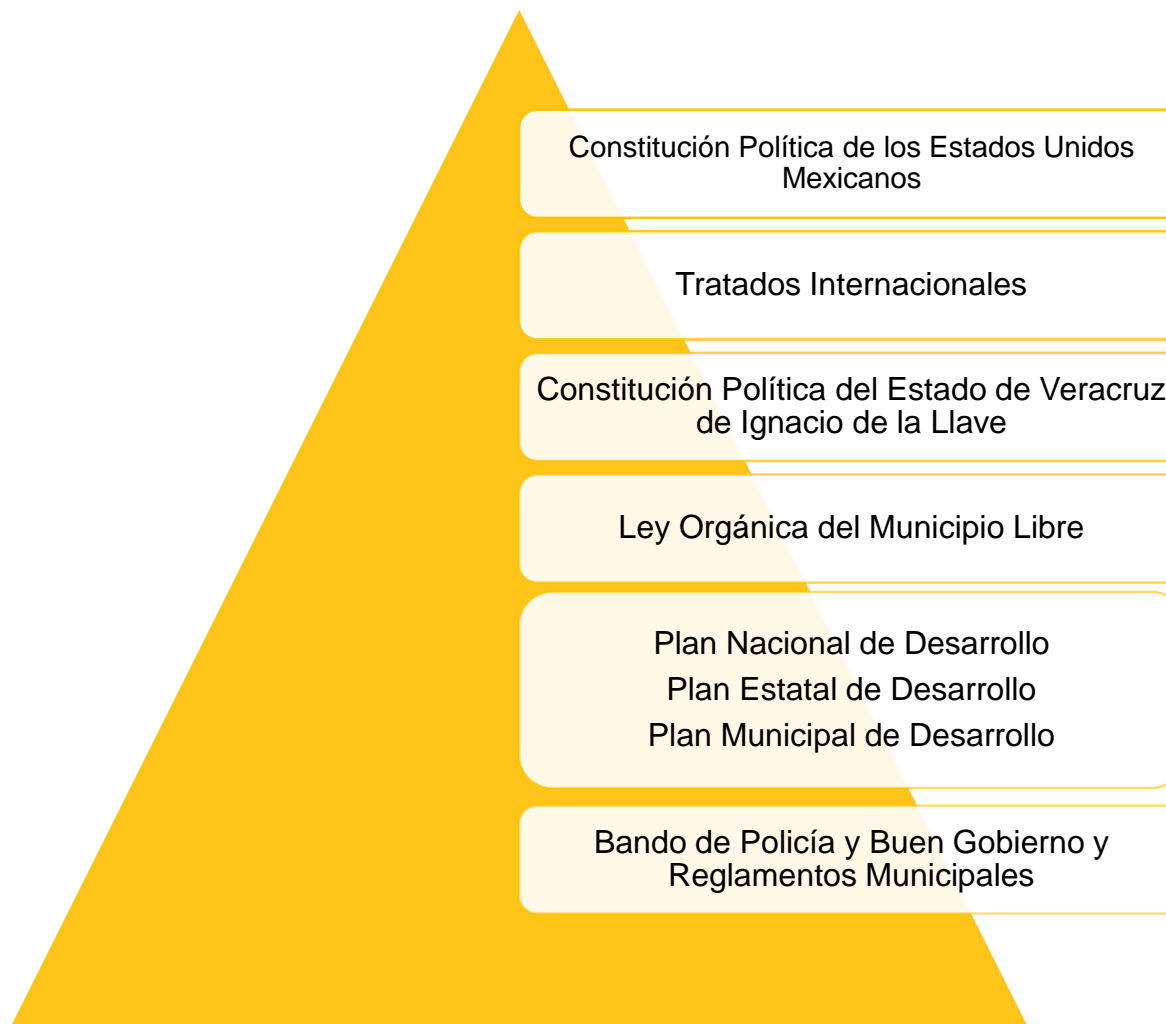 Constitución Política de los Estados Unidos
Mexicanos
Tratados Internacionales
Constitución Política del Estado de Veracruz
de Ignacio de la Llave
Ley Orgánica del Municipio Libre
Plan Nacional de Desarrollo
Plan Estatal de Desarrollo
Plan Municipal de Desarrollo
Bando de Policía y Buen Gobierno y
Reglamentos Municipales